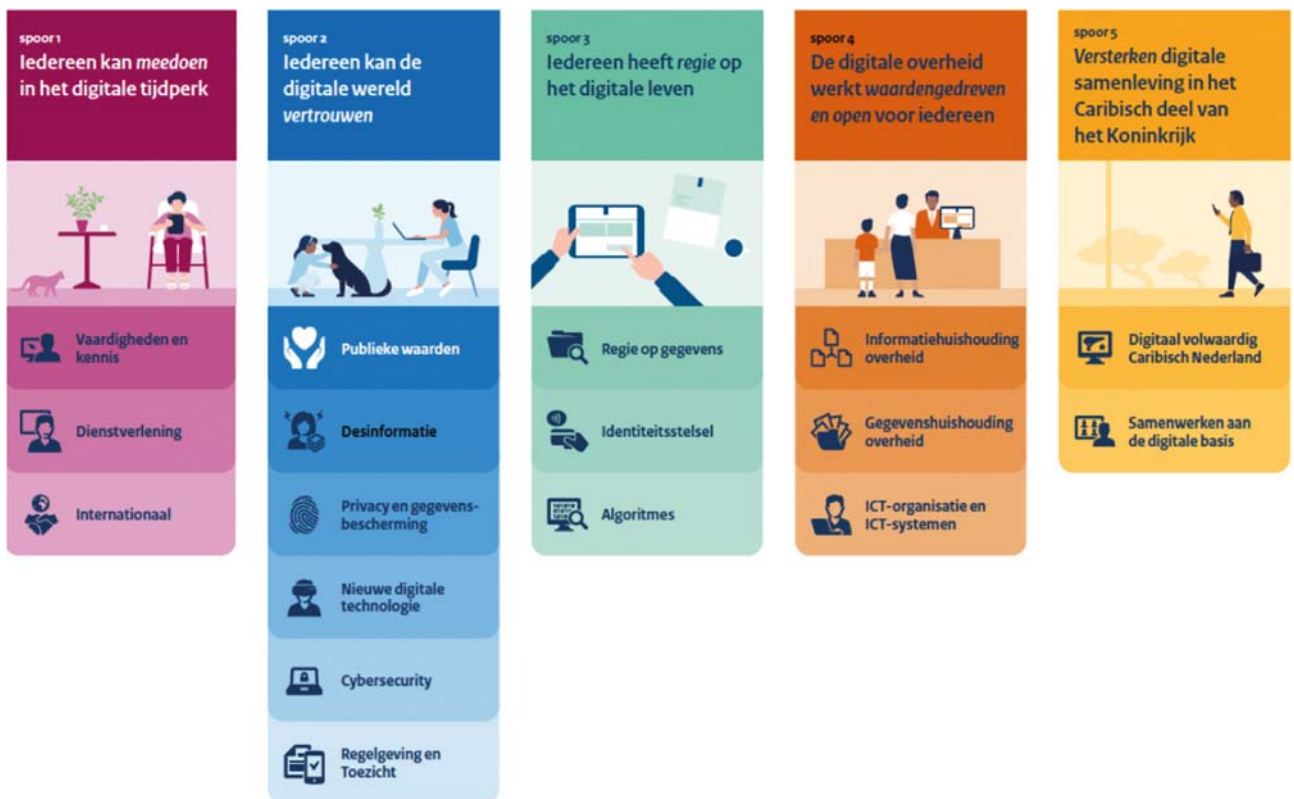 spoor 1
Iedereen kan meedoen
in het digitale tijdperk
Vaardigheden en
kennis
Dienstverlening
Internationaal
spoor 2
Iedereen kan de
digitale wereld
vertrouwen
Publieke waarden
Desinformatie
Privacy en gegevens-
bescherming
Nieuwe digitale
technologie
Cybersecurity
Regelgeving en
Toezicht
spoor 3
Iedereen heeft regie op
het digitale leven
Regie op gegevens
Identiteitsstelsel
Algoritmes
spoor 4
De digitale overheid
werkt waardengedreven
en open voor iedereen
Informatiehuishouding
overheid
Gegevenshuishouding
overheid
ICT-organisatie en
ICT-systemen
spoor 5
Versterken digitale
samenleving in het
Caribisch deel van
het Koninkrijk
Digitaal volwaardig
Caribisch Nederland
Samenwerken aan
de digitale basis